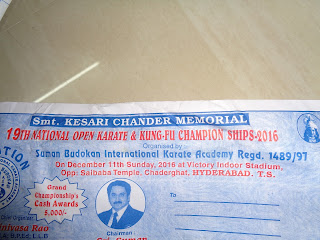 Smt. KESARI CHANDER MEMORIAL
19TH NATIONAL OPEN KARATE & KUNG-FU CHAMPION SHIPS-2016
Organised by
Suman Budokan International Karate Academy Regd. 1489/97
On December 11th Sunday, 2016 at Victory Indoor Stadium,
Opp: Saibaba Temple, Chaderghat, HYDERABAD. T.S.
Grand
Championship's
Cash Awards
5,000/-
To
Organiser
Chairman